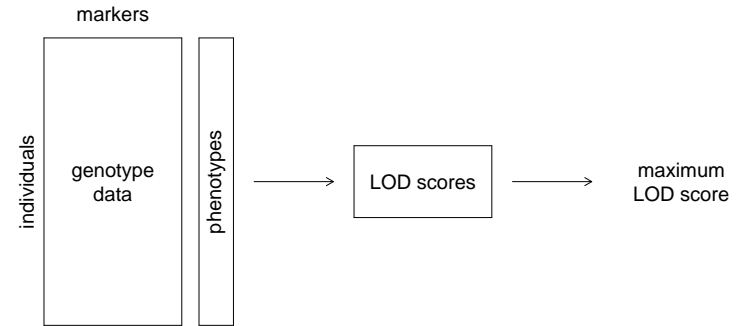 markers
individuals
genotype
data
phenotypes
LOD scores
maximum
LOD score